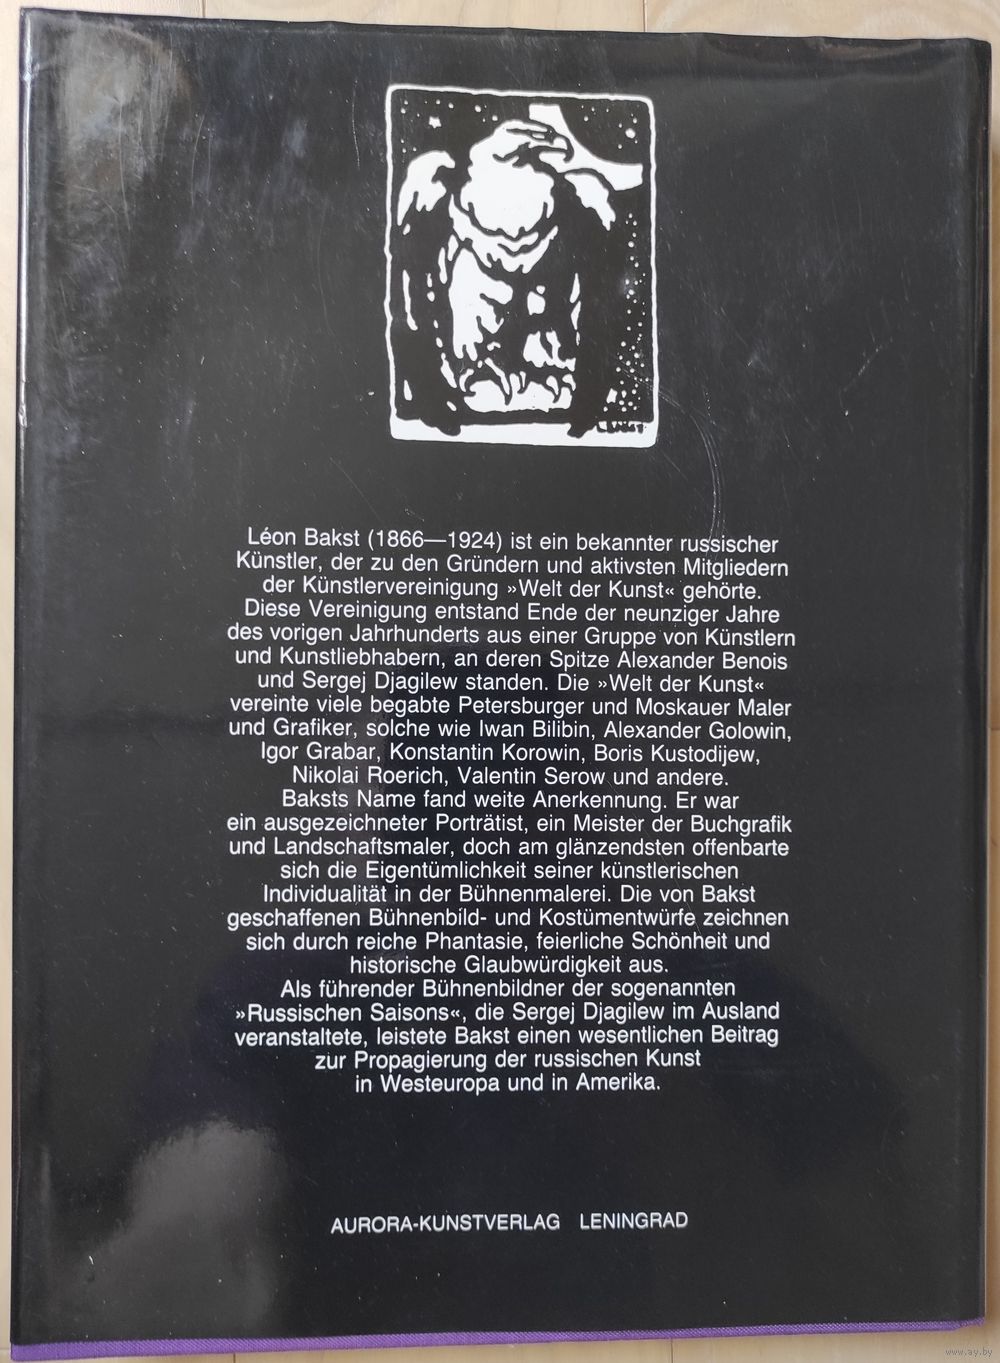 L. BAKST
Léon Bakst (1866—1924) ist ein bekannter russischer
Künstler, der zu den Gründern und aktivsten Mitgliedern
der Künstlervereinigung »Welt der Kunst« gehörte.
Diese Vereinigung entstand Ende der neunziger Jahre
des vorigen Jahrhunderts aus einer Gruppe von Künstlern
und Kunstliebhabern, an deren Spitze Alexander Benois
und Sergej Djagilew standen. Die »Welt der Kunst«
vereinte viele begabte Petersburger und Moskauer Maler
und Grafiker, solche wie Iwan Bilibin, Alexander Golowin,
Igor Grabar, Konstantin Korowin, Boris Kustodijew,
Nikolai Roerich, Valentin Serow und andere.
Baksts Name fand weite Anerkennung. Er war
ein ausgezeichneter Porträtist, ein Meister der Buchgrafik
und Landschaftsmaler, doch am glänzendsten offenbarte
sich die Eigentümlichkeit seiner künstlerischen
Individualität in der Bühnenmalerei. Die von Bakst
geschaffenen Bühnenbild- und Kostümentwürfe zeichnen
sich durch reiche Phantasie, feierliche Schönheit und
historische Glaubwürdigkeit aus.
Als führender Bühnenbildner der sogenannten
»Russischen Saisons«, die Sergej Djagilew im Ausland
veranstaltete, leistete Bakst einen wesentlichen Beitrag
zur Propagierung der russischen Kunst
in Westeuropa und in Amerika.
AURORA-KUNSTVERLAG LENINGRAD
www.ay.by